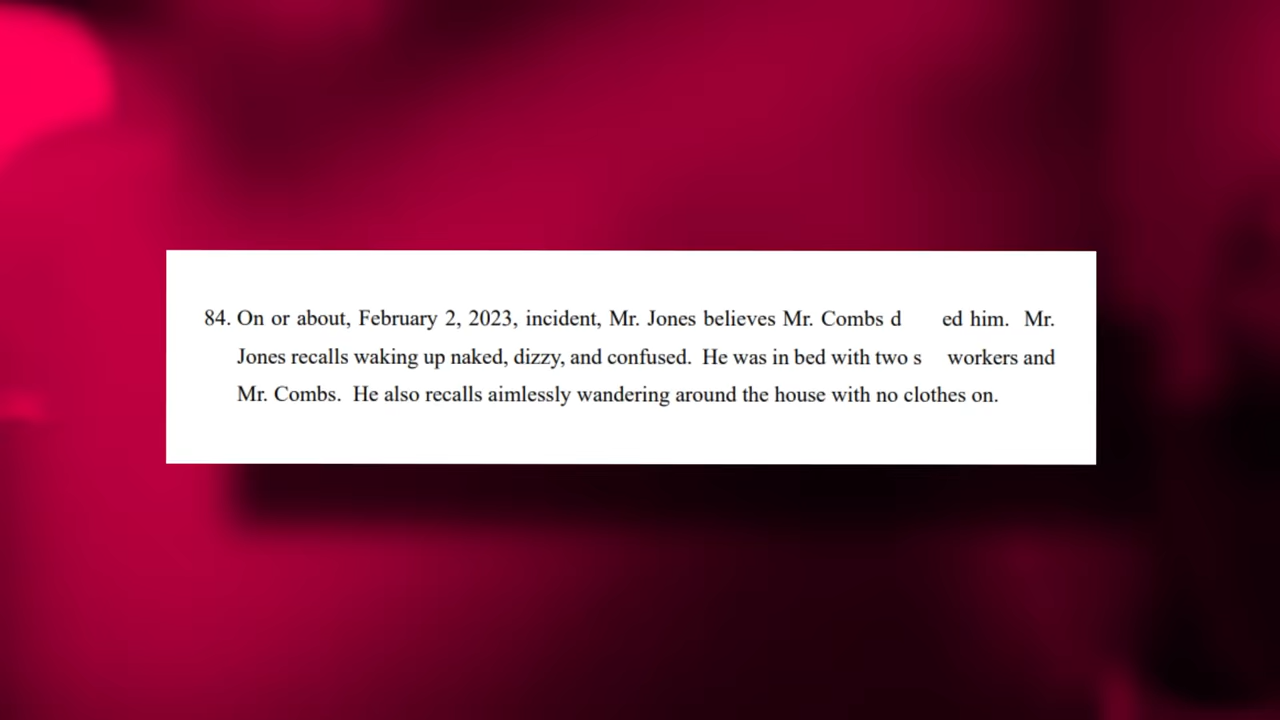 84. On or about, February 2, 2023, incident, Mr. Jones believes Mr. Combs d ed him. Mr.
Jones recalls waking up naked, dizzy, and confused. He was in bed with two s workers and
Mr. Combs. He also recalls aimlessly wandering around the house with no clothes on.